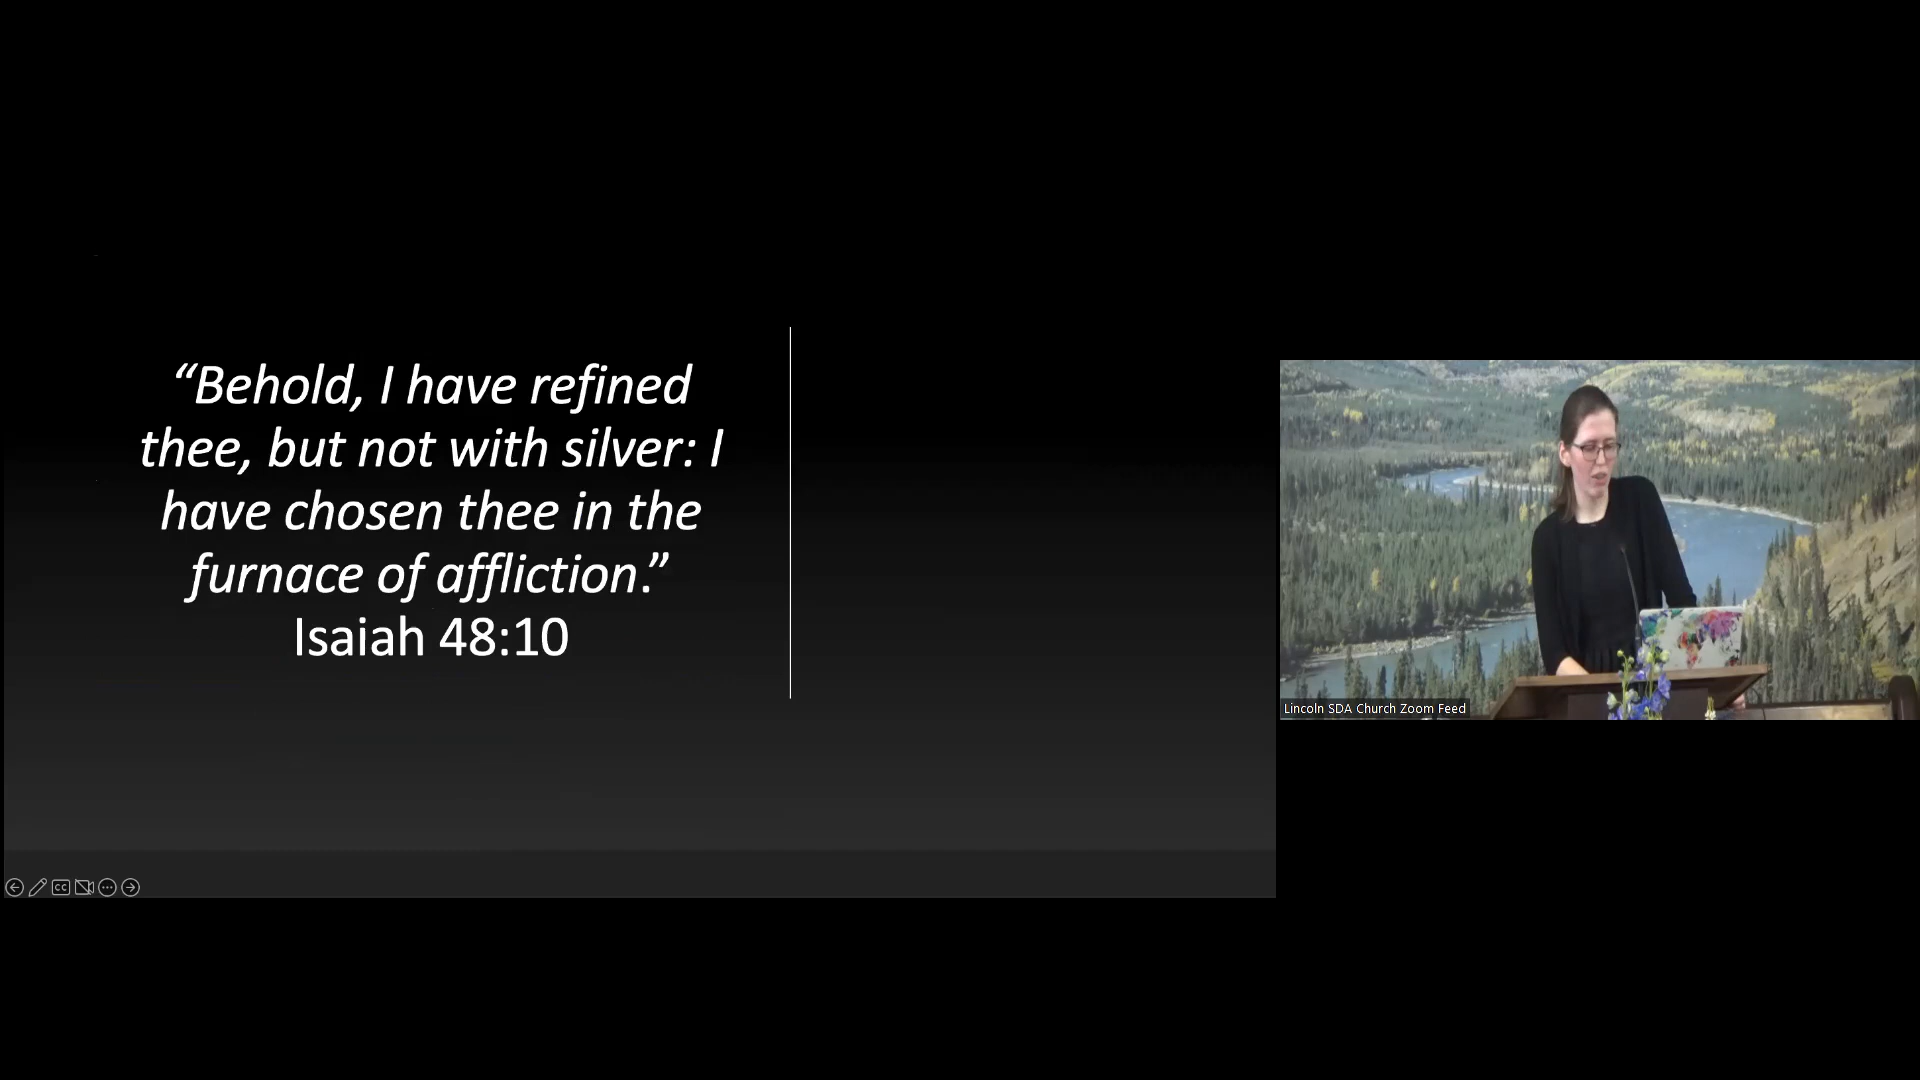 “Behold, I have refined
thee, but not with silver: I
have chosen thee in the
furnace of affliction.”
Isaiah 48:10
Lincoln SDA Church Zoom Feed
CC